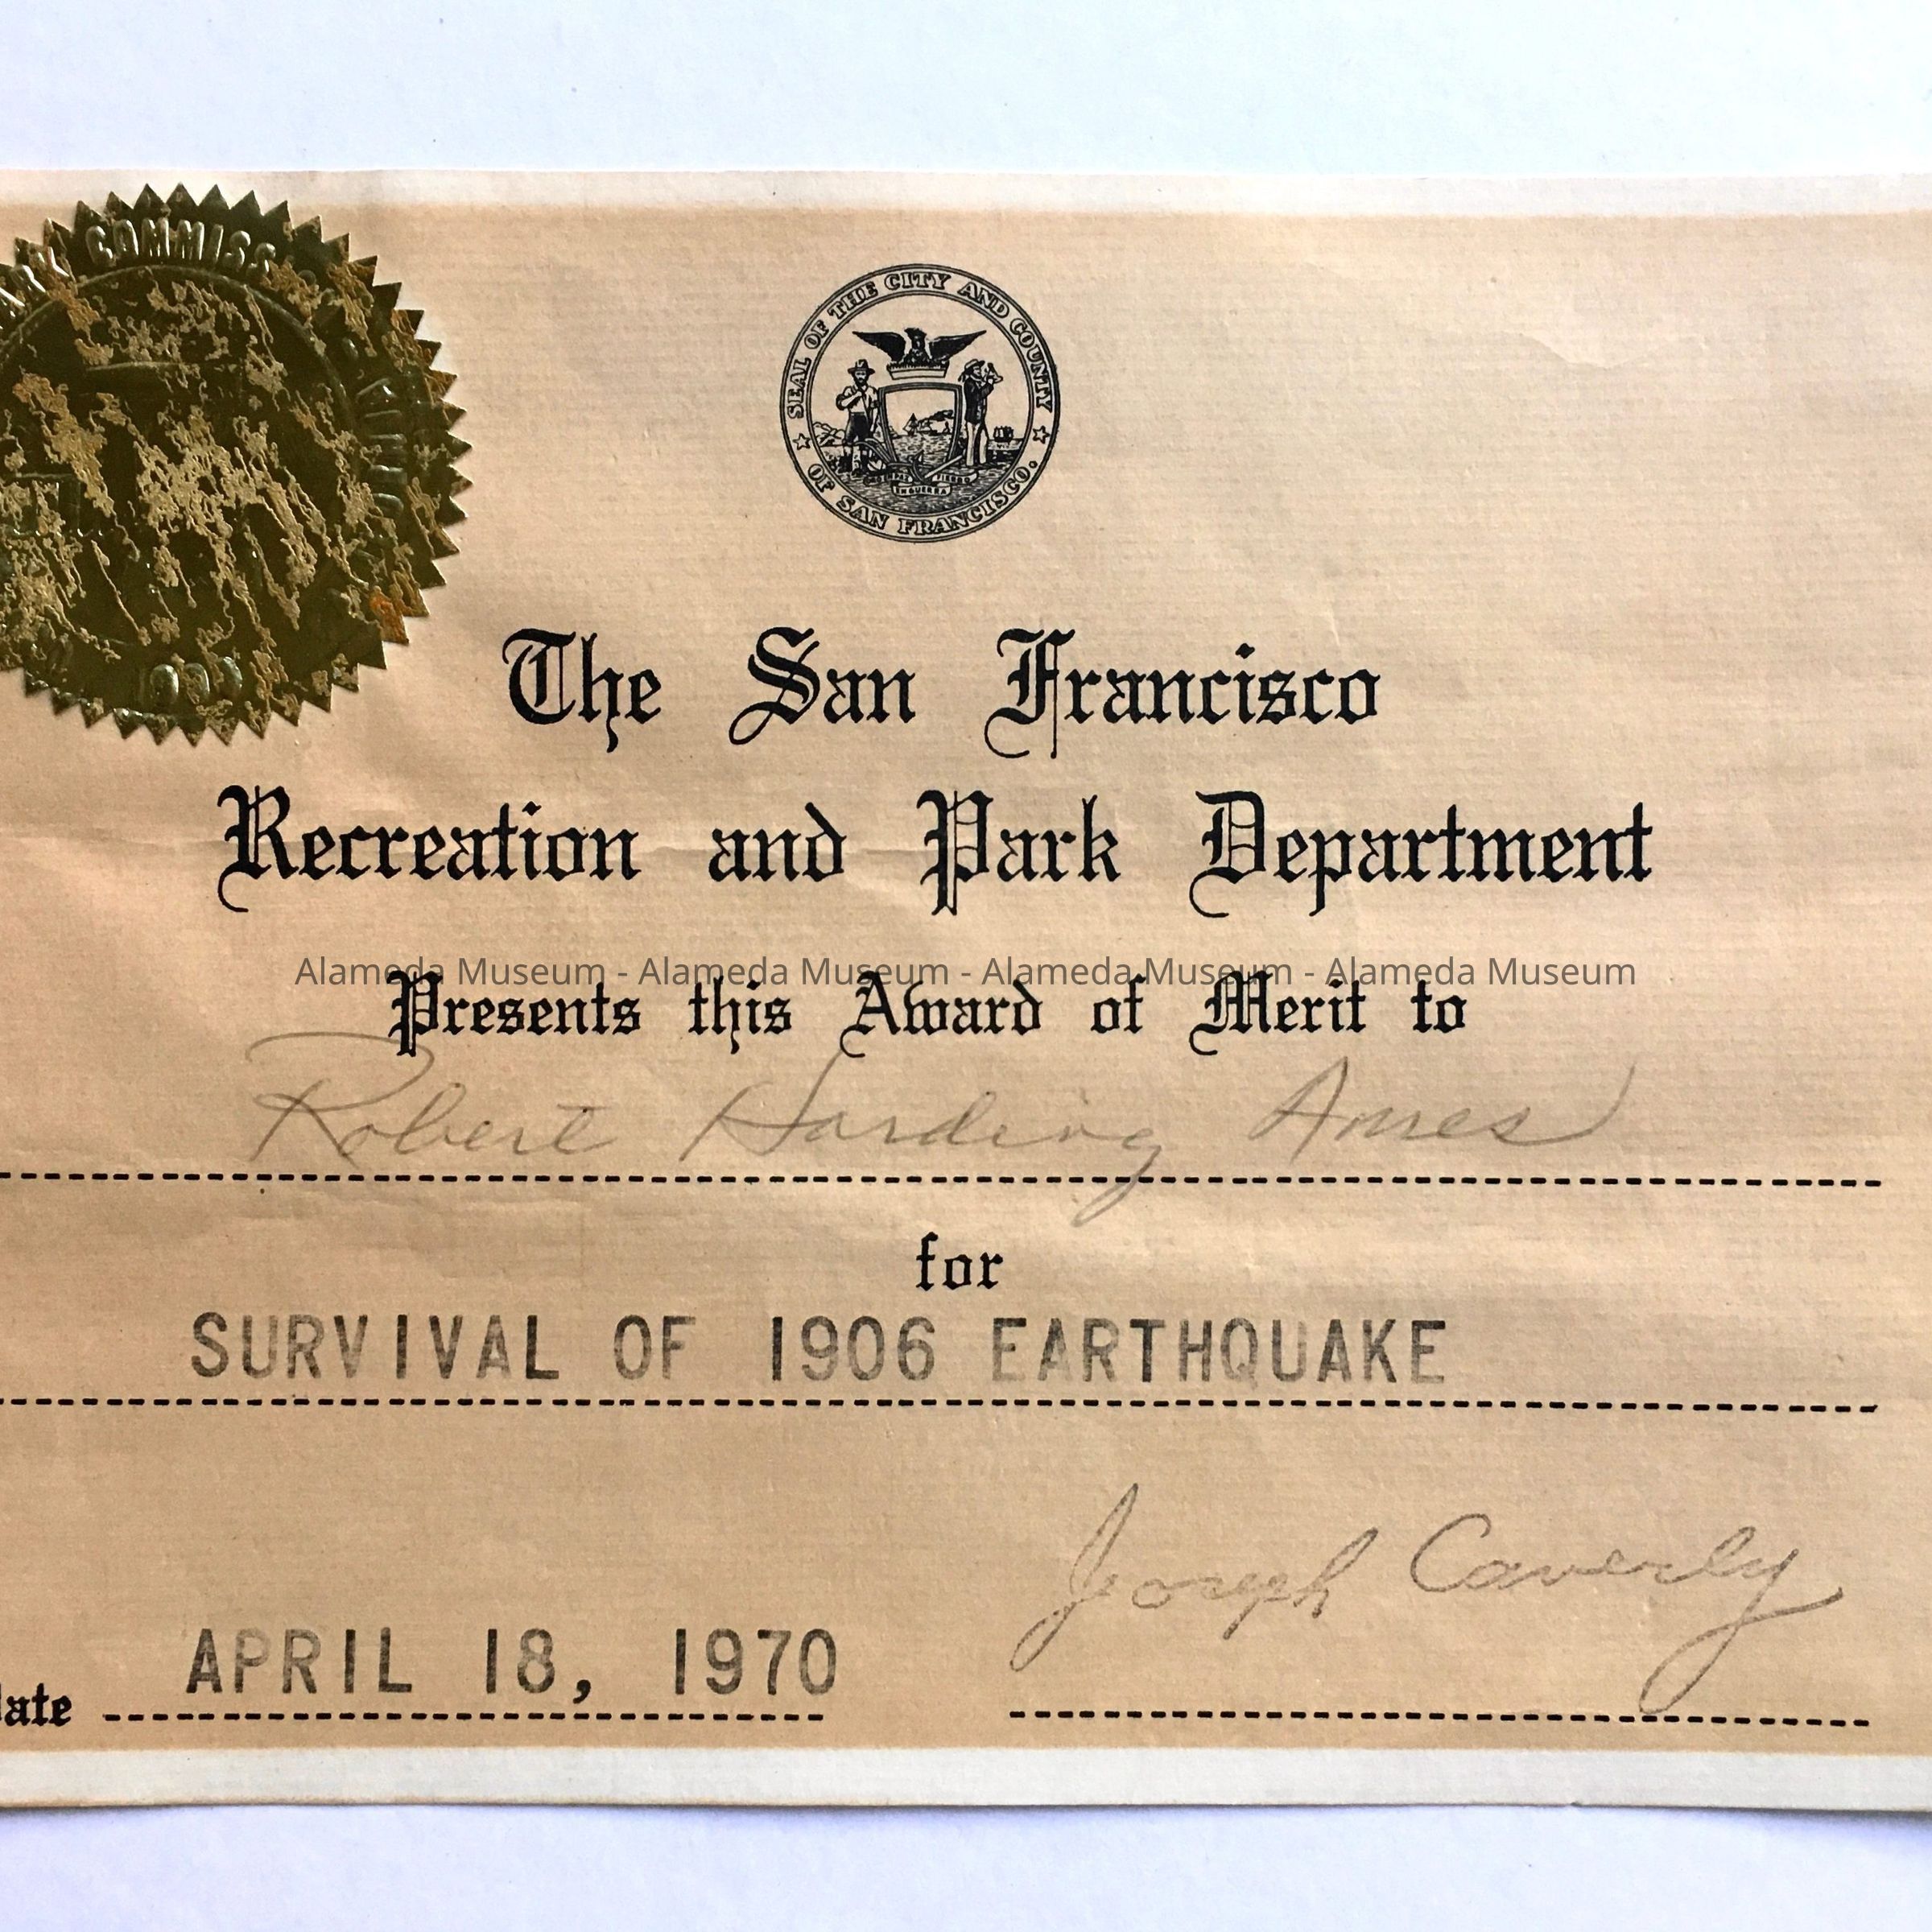 COMMISS
SEAL OF THE CITY AND COUNTY
OF SAN FRANCISCO.
The San Francisco
Recreation and Park Department
Alameda Museum - Alameda Museum - Alameda Museum - Alameda Museum
Presents this Award of Merit to
Robert Harding Ames
for
SURVIVAL OF 1906 EARTHQUAKE
Joseph Caverly
ate APRIL 18, 1970